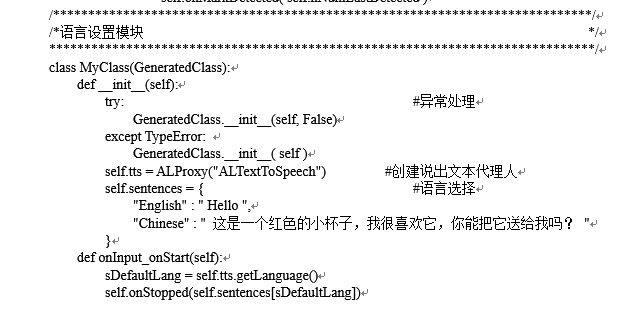 /*******************************************************************************/
/*语言设置模块 */
********************************************************************************/
class MyClass(GeneratedClass):
def __init__(self):
try: #异常处理
GeneratedClass.__init__(self, False)
except TypeError:
GeneratedClass.__init__( self )
self.tts = ALProxy("ALTextToSpeech") #创建说出文本代理人
self.sentences = { #语言选择
"English" : " Hello ",
"Chinese" : " 这是一个红色的小杯子，我很喜欢它，你能把它送给我吗？ "
}
def onInput_onStart(self):
sDefaultLang = self.tts.getLanguage()
self.onStopped(self.sentences[sDefaultLang])